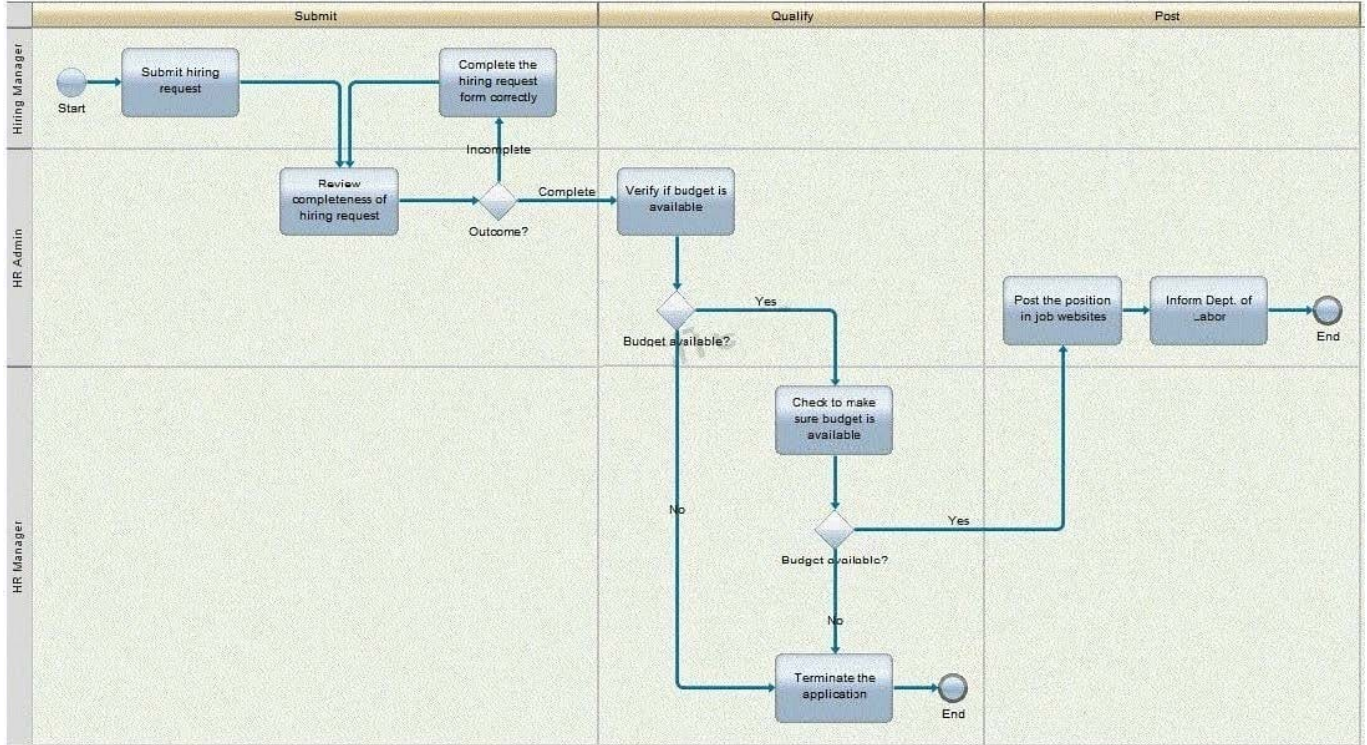 Submit
Qualify
Post
Hiring Manager
Start
Submit hiring
request
Complete the
hiring request
form correctly
Incomplete
HR Admin
Review
completeness of
hiring request
Outcome?
Complete
Verify if budget is
available
Budget available?
Yes
Post the position
in job websites
Inform Dept. of
Labor
End
HR Manager
Check to make
sure budget is
available
No
Budget available?
Yes
No
Terminate the
application
End